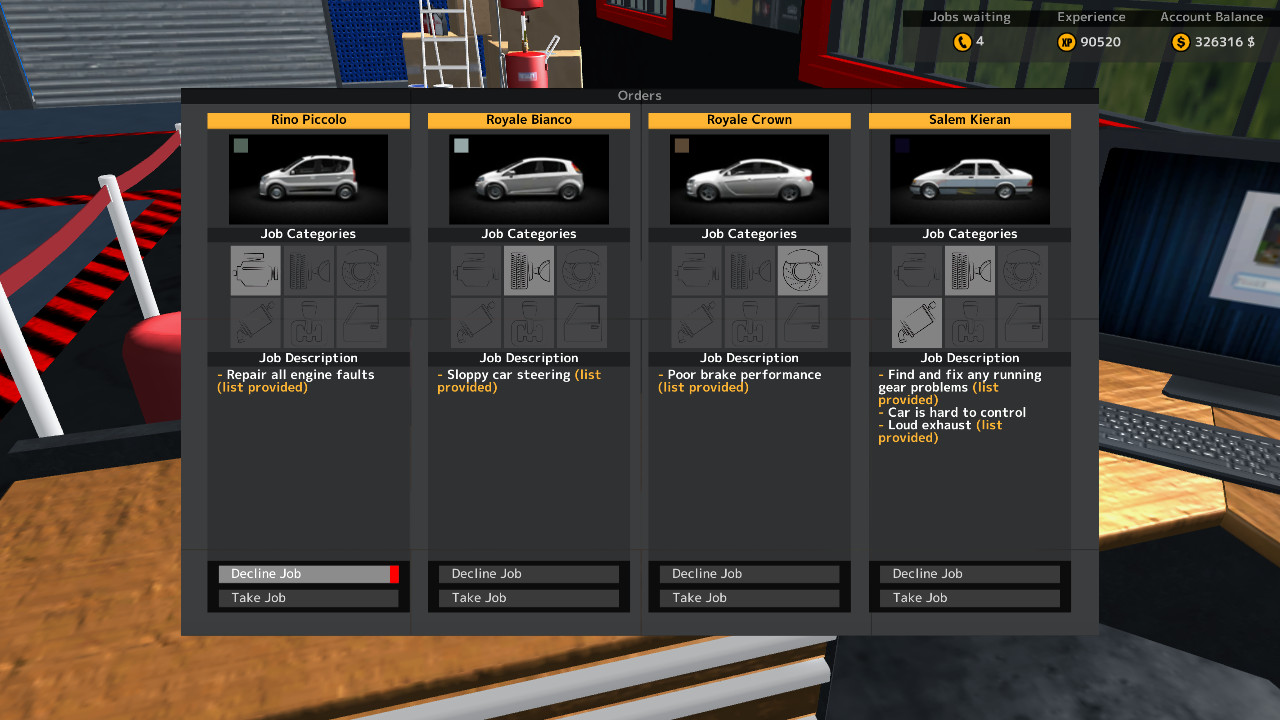 Jobs waiting
Experience
Account Balance
4
XP
90520
$
326316 $
Orders
Rino Piccolo
Job Categories
Job Description
- Repair all engine faults
(list provided)
Decline Job
Take Job
Royale Bianco
Job Categories
Job Description
- Sloppy car steering (list
provided)
Decline Job
Take Job
Royale Crown
Job Categories
Job Description
- Poor brake performance
(list provided)
Decline Job
Take Job
Salem Kieran
Job Categories
Job Description
- Find and fix any running
gear problems (list
provided)
- Car is hard to control
- Loud exhaust (list
provided)
Decline Job
Take Job